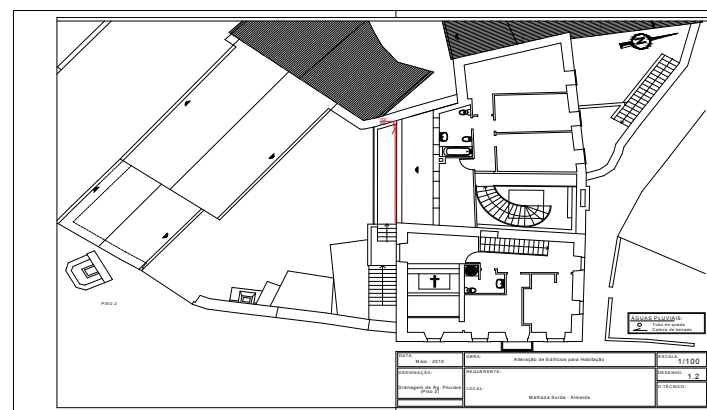 N
PISO 2
ÁGUAS PLUVIAIS:
Tubo de queda
Caleira de beirado
DATA:
Maio - 2010
OBRA:
Alteração de Edifícios para Habitação
ESCALA:
1/100
DESIGNAÇÃO:
Drenagem de Ág. Pluviais
(Piso 2)
REQUERENTE:
LOCAL:
Malhada Sorda - Almeida
DESENHO:
1.2
O TÉCNICO: